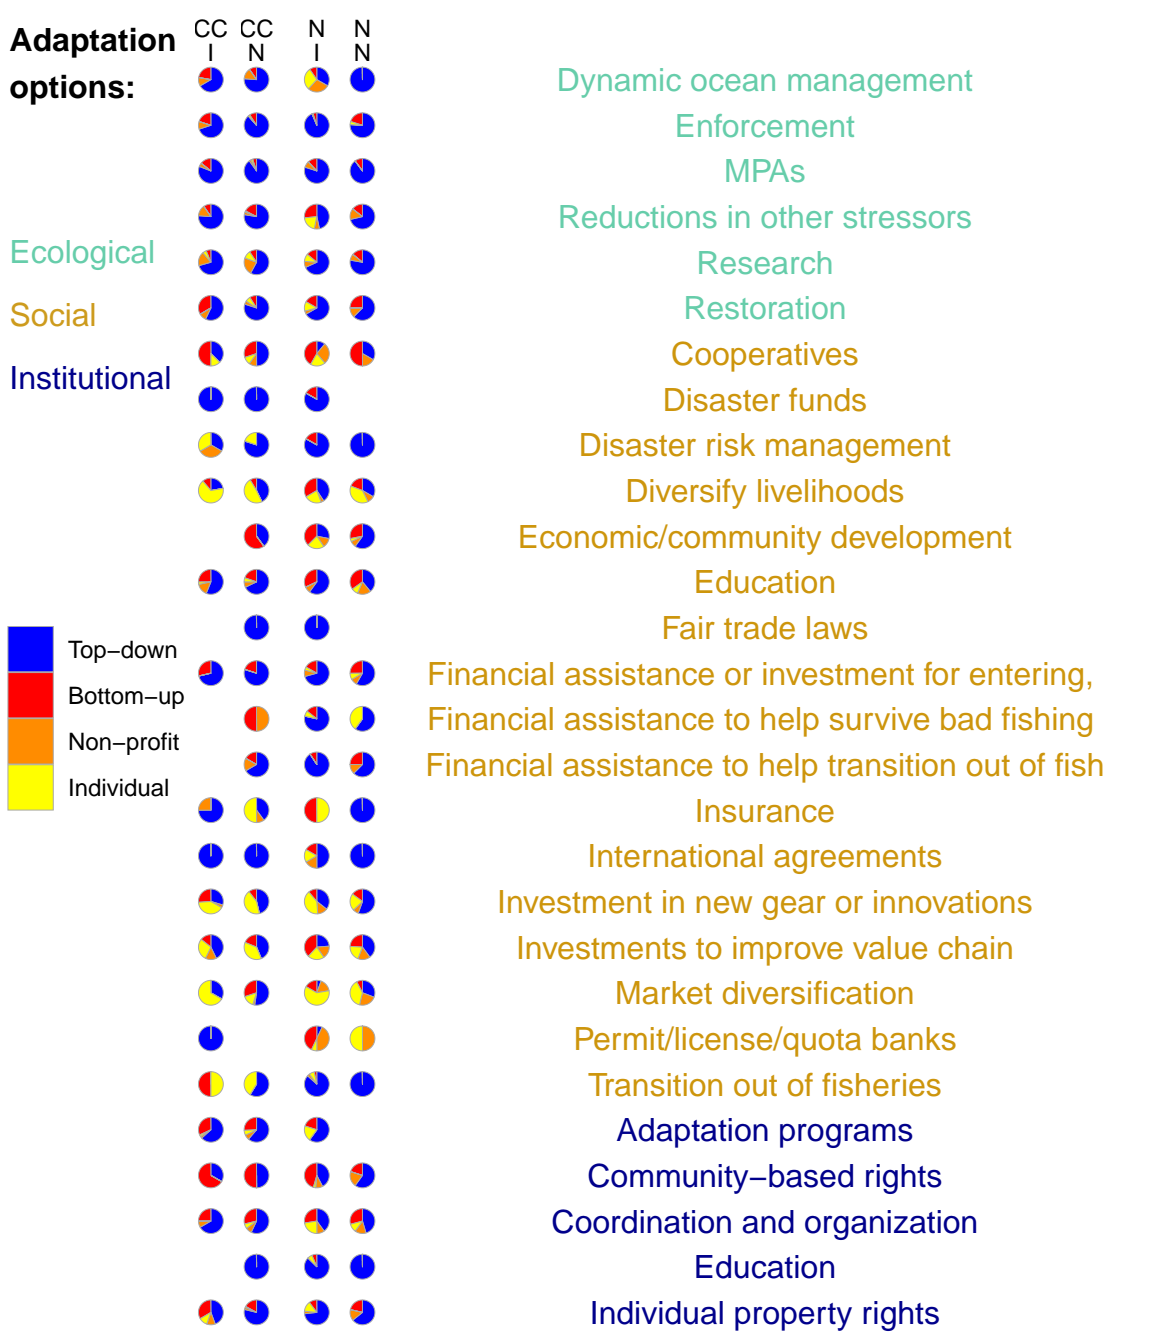 Adaptation
options:
CC CC N N
I N I N
Dynamic ocean management
Enforcement
MPAs
Reductions in other stressors
Ecological
Research
Social
Restoration
Cooperatives
Institutional
Disaster funds
Disaster risk management
Diversify livelihoods
Economic/community development
Education
Fair trade laws
Top−down
Financial assistance or investment for entering,
Bottom−up
Financial assistance to help survive bad fishing
Non−profit
Financial assistance to help transition out of fish
Individual
Insurance
International agreements
Investment in new gear or innovations
Investments to improve value chain
Market diversification
Permit/license/quota banks
Transition out of fisheries
Adaptation programs
Community−based rights
Coordination and organization
Education
Individual property rights